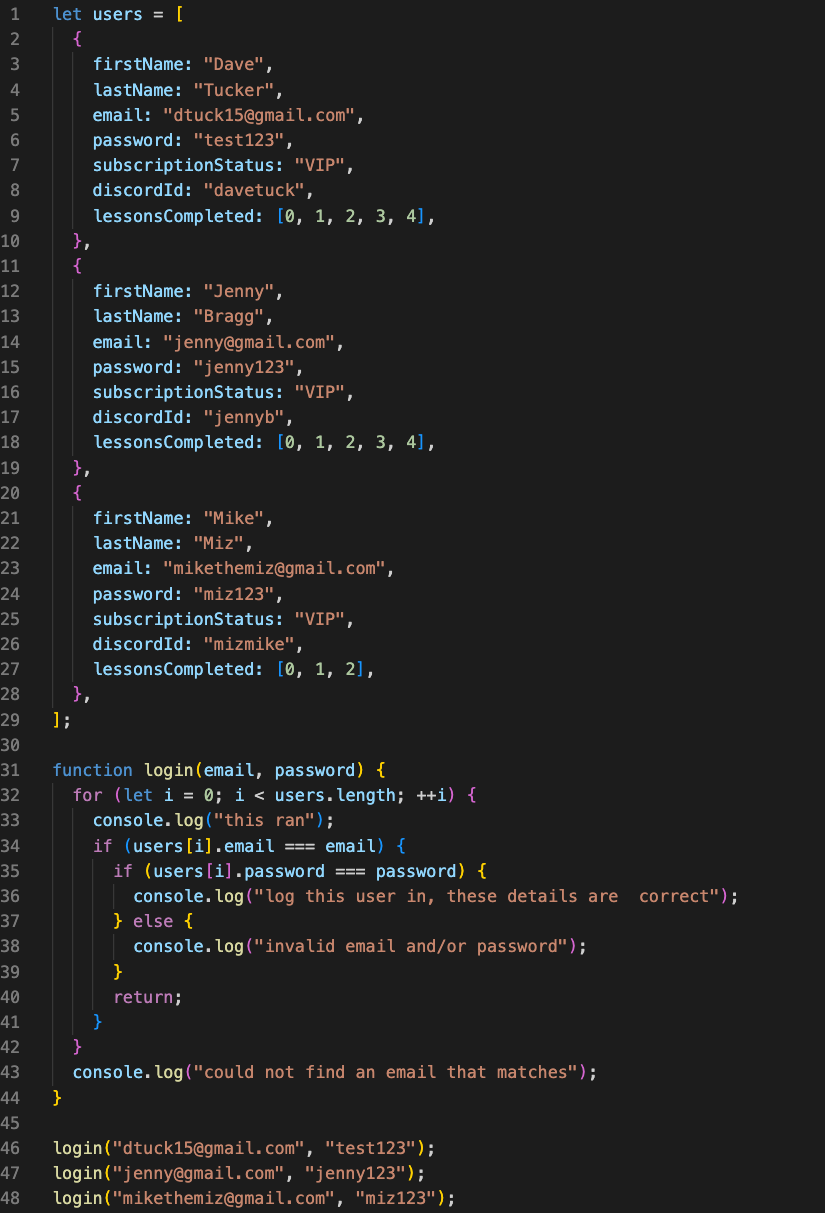 1 let users = [
2 {
3 firstName: "Dave",
4 lastName: "Tucker",
5 email: "dtuck15@gmail.com",
6 password: "test123",
7 subscriptionStatus: "VIP",
8 discordId: "davetuck",
9 lessonsCompleted: [0, 1, 2, 3, 4],
10 },
11 {
12 firstName: "Jenny",
13 lastName: "Bragg",
14 email: "jenny@gmail.com",
15 password: "jenny123",
16 subscriptionStatus: "VIP",
17 discordId: "jennyb",
18 lessonsCompleted: [0, 1, 2, 3, 4],
19 },
20 {
21 firstName: "Mike",
22 lastName: "Miz",
23 email: "mikethemiz@gmail.com",
24 password: "miz123",
25 subscriptionStatus: "VIP",
26 discordId: "mizmike",
27 lessonsCompleted: [0, 1, 2],
28 },
29 ];
30
31 function login(email, password) {
32 for (let i = 0; i < users.length; ++i) {
33 console.log("this ran");
34 if (users[i].email === email) {
35 if (users[i].password === password) {
36 console.log("log this user in, these details are  correct");
37 } else {
38 console.log("invalid email and/or password");
39 }
40 return;
41 }
42 }
43 console.log("could not find an email that matches");
44 }
45
46 login("dtuck15@gmail.com", "test123");
47 login("jenny@gmail.com", "jenny123");
48 login("mikethemiz@gmail.com", "miz123");